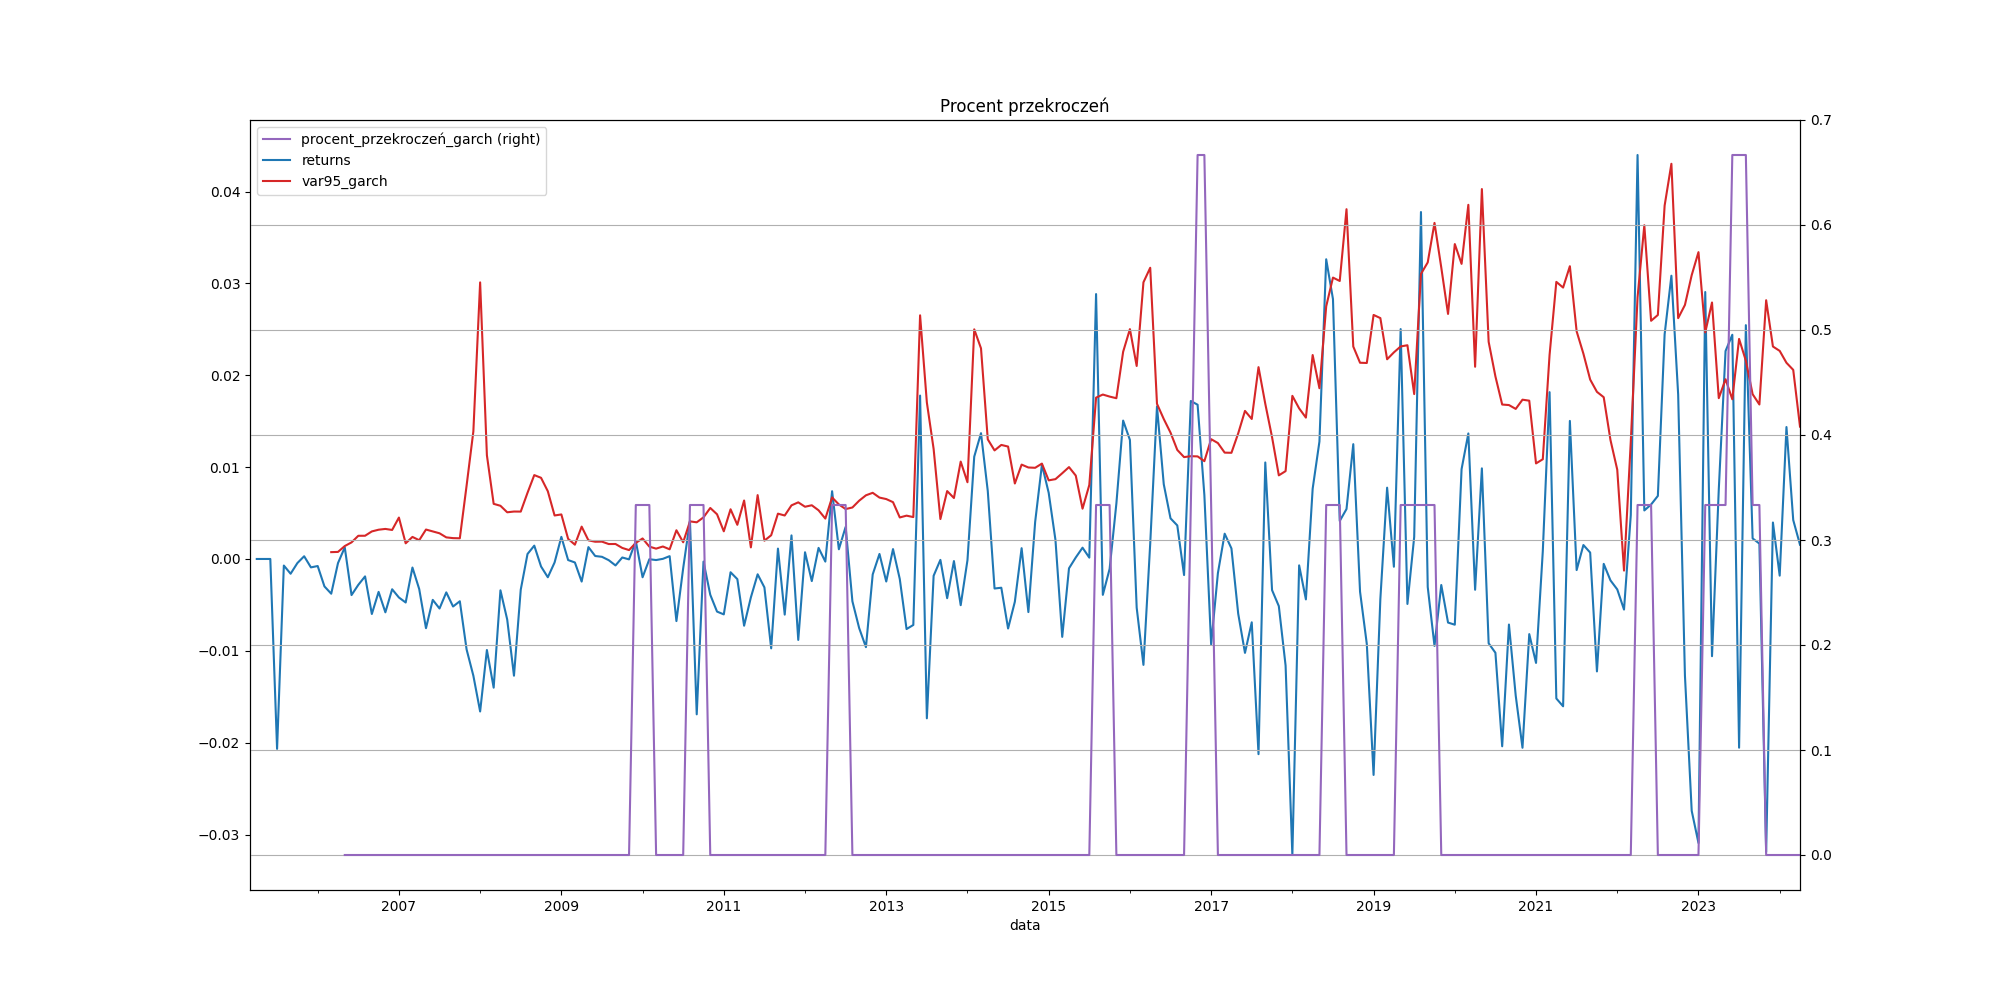 Procent przekroczeń
procent_przekroczeń_garch (right)
returns
var95_garch
0.04
0.03
0.02
0.01
0.00
−0.01
−0.02
−0.03
0.7
0.6
0.5
0.4
0.3
0.2
0.1
0.0
2007 2009 2011 2013 2015 2017 2019 2021 2023
data